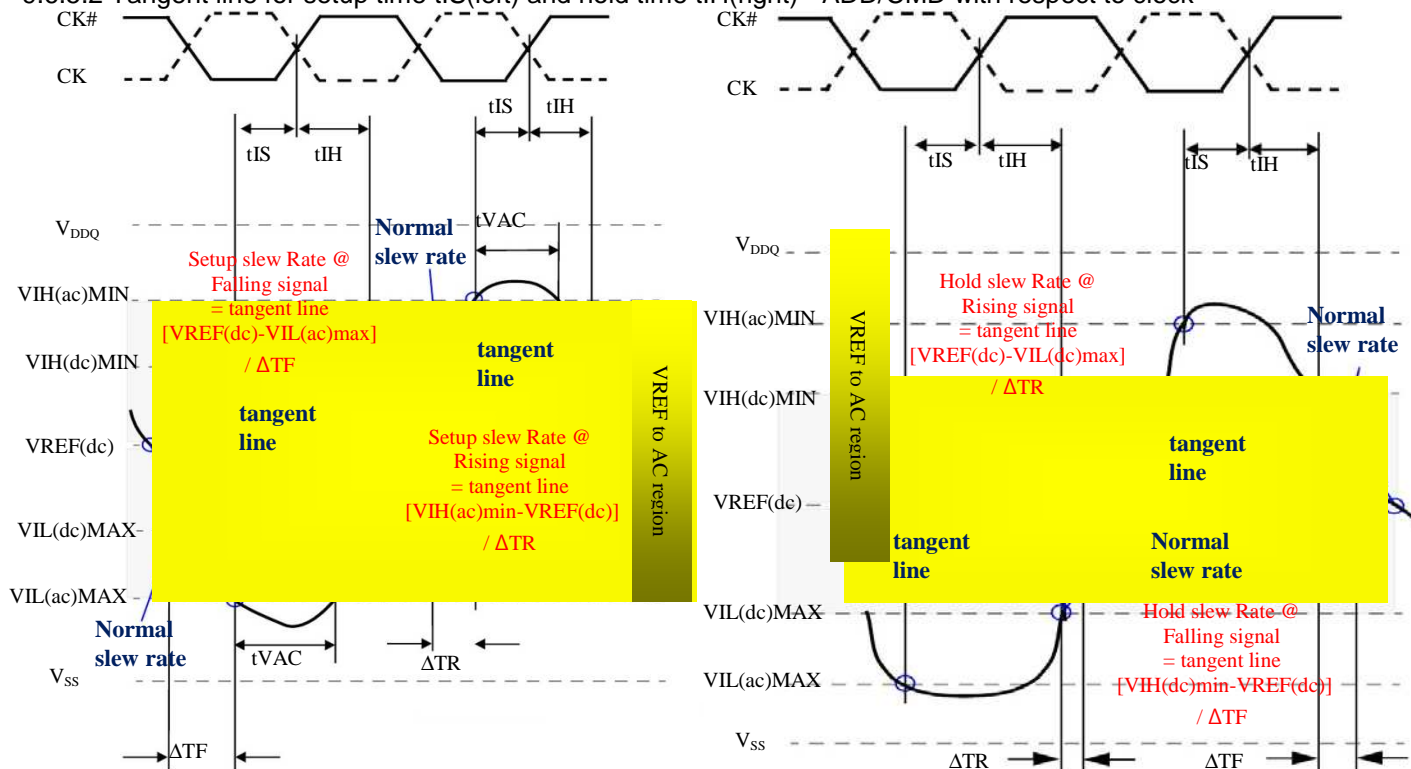 CK#
CK
tIS
tIH
tIS
tIH
VDDQ
Normal
slew rate
tVAC
Setup slew Rate @
Falling signal
= tangent line
[VREF(dc)-VIL(ac)max]
/ ΔTF
VIH(ac)MIN
VIH(dc)MIN
tangent
line
tangent
line
VREF(dc)
Setup slew Rate @
Rising signal
= tangent line
[VIH(ac)min-VREF(dc)]
/ ΔTR
VREF to AC region
VIL(dc)MAX
VIL(ac)MAX
Normal
slew rate
tVAC
ΔTR
VSS
ΔTF
CK#
CK
tIS
tIH
tIS
tIH
VDDQ
VREF to AC region
Hold slew Rate @
Rising signal
= tangent line
[VREF(dc)-VIL(dc)max]
/ ΔTR
Normal
slew rate
VIH(ac)MIN
VIH(dc)MIN
tangent
line
VREF(dc)
tangent
line
Normal
slew rate
VIL(dc)MAX
Hold slew Rate @
Falling signal
= tangent line
[VIH(dc)min-VREF(dc)]
/ ΔTF
VIL(ac)MAX
VSS
ΔTR
ΔTF